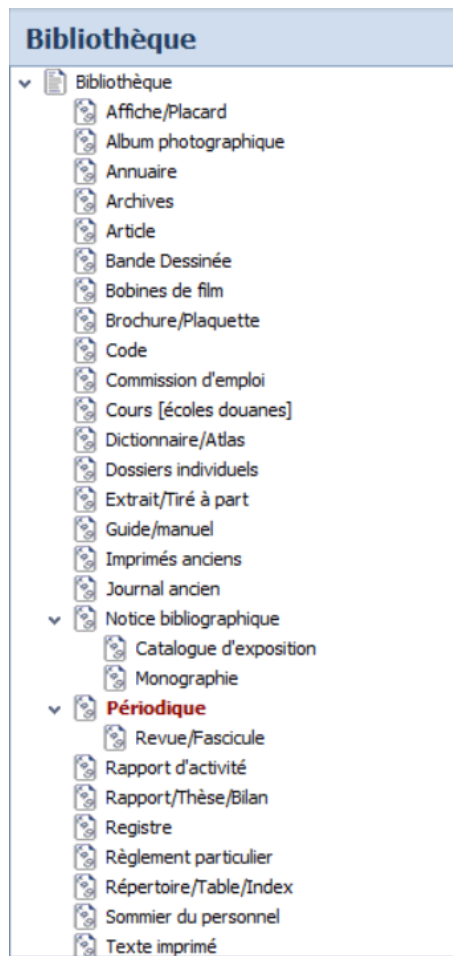 Bibliothèque
Bibliothèque
Affiche/Placard
Album photographique
Annuaire
Archives
Article
Bande Dessinée
Bobines de film
Brochure/Plaquette
Code
Commission d'emploi
Cours [écoles douanes]
Dictionnaire/Atlas
Dossiers individuels
Extrait/Tiré à part
Guide/manuel
Imprimés anciens
Journal ancien
Notice bibliographique
Catalogue d'exposition
Monographie
Périodique
Revue/Fascicule
Rapport d'activité
Rapport/Thèse/Bilan
Registre
Règlement particulier
Répertoire/Table/Index
Sommier du personnel
Texte imprimé